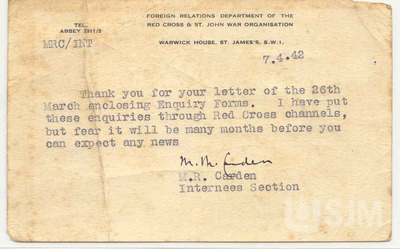 FOREIGN RELATIONS DEPARTMENT OF THE
RED CROSS & ST. JOHN WAR ORGANISATION
TEL.
ABBEY 2511/5
MRC/INT
WARWICK HOUSE, ST. JAMES'S, S.W.1.
7.4.42
Thank you for your letter of the 26th
March enclosing Enquiry Forms. I have put
these enquiries through Red Cross channels,
but fear it will be many months before you
can expect any news
M. M. Carden
M.R. Carden
Internees Section
USJM